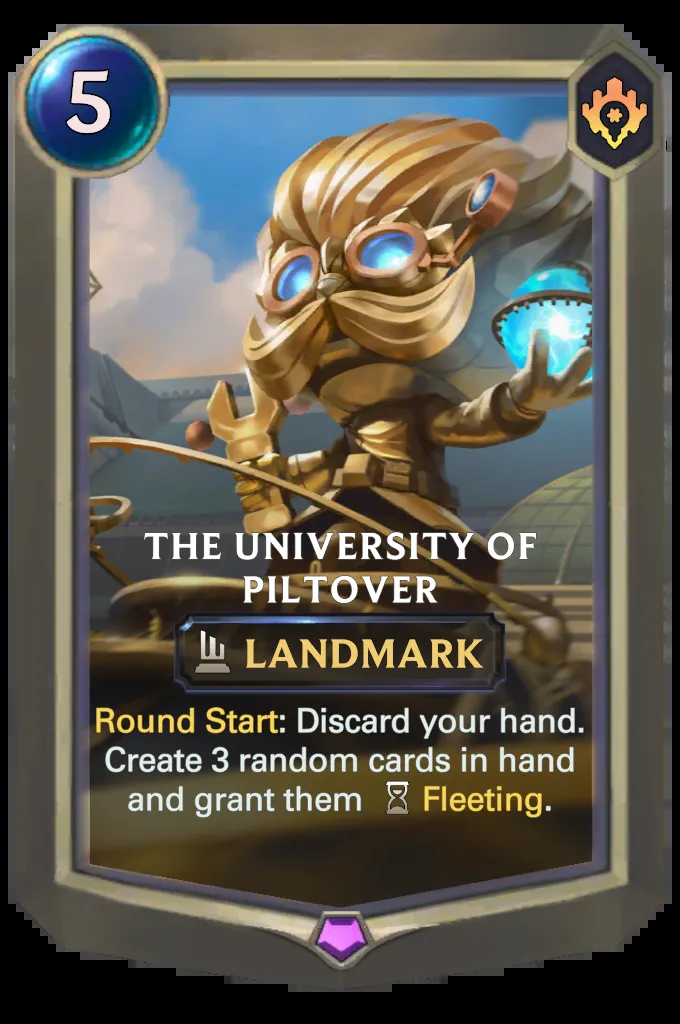 5
THE UNIVERSITY OF
PILTOVER
LANDMARK
Round Start: Discard your hand.
Create 3 random cards in hand
and grant them Fleeting.